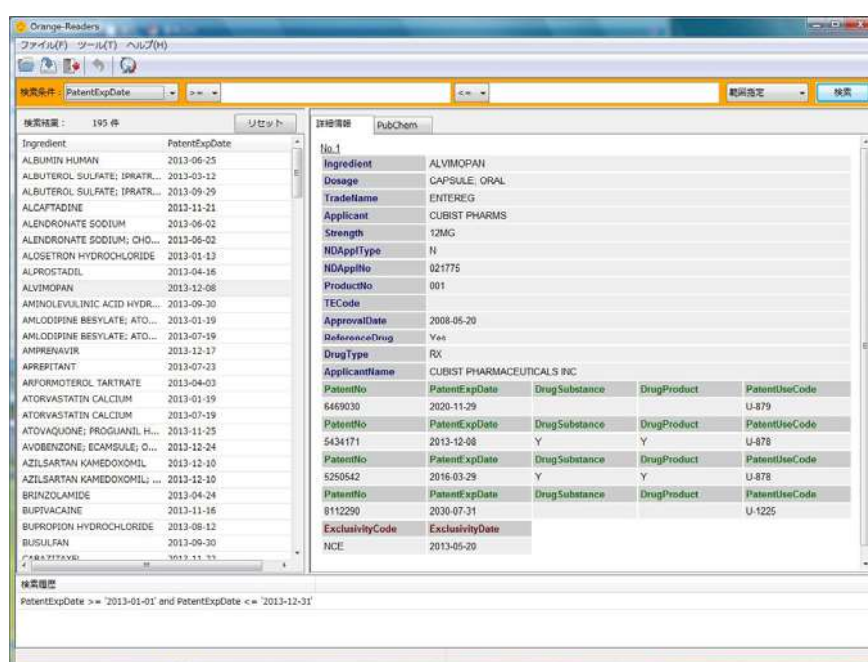 Orange-Readers
ファイル(F) ツール(T) ヘルプ(H)
検索条件: PatentExpDate >= <= 範囲指定 検索
検索結果: 195 件 リセット
Ingredient PatentExpDate
ALBUMIN HUMAN 2013-06-25
ALBUTEROL SULFATE; IPRATR... 2013-03-12
ALBUTEROL SULFATE; IPRATR... 2013-09-29
ALCAFTADINE 2013-11-21
ALENDRONATE SODIUM 2013-06-02
ALENDRONATE SODIUM; CHO... 2013-06-02
ALOSETRON HYDROCHLORIDE 2013-01-13
ALPROSTADIL 2013-04-16
ALVIMOPAN 2013-12-08
AMINOLEVULINIC ACID HYDR... 2013-09-30
AMLODIPINE BESYLATE; ATO... 2013-01-19
AMLODIPINE BESYLATE; ATO... 2013-07-19
AMPRENAVIR 2013-12-17
APREPITANT 2013-07-23
ARFORMOTEROL TARTRATE 2013-04-03
ATORVASTATIN CALCIUM 2013-01-19
ATORVASTATIN CALCIUM 2013-07-19
ATOVAQUONE; PROGUANIL H... 2013-11-25
AVOBENZONE; ECAMSULE; O... 2013-12-24
AZILSARTAN KAMEDOXOMIL 2013-12-10
AZILSARTAN KAMEDOXOMIL; ... 2013-12-10
BRINZOLAMIDE 2013-04-24
BUPIVACAINE 2013-11-16
BUPROPION HYDROCHLORIDE 2013-08-12
BUSULFAN 2013-09-30
詳細情報 PubChem
No.1
Ingredient ALVIMOPAN
Dosage CAPSULE; ORAL
TradeName ENTEREG
Applicant CUBIST PHARMS
Strength 12MG
NDApplType N
NDApplNo 021775
ProductNo 001
TECode
ApprovalDate 2008-05-20
ReferenceDrug Yes
DrugType RX
ApplicantName CUBIST PHARMACEUTICALS INC
PatentNo PatentExpDate DrugSubstance DrugProduct PatentUseCode
6469030 2020-11-29 U-879
PatentNo PatentExpDate DrugSubstance DrugProduct PatentUseCode
5434171 2013-12-08 Y Y U-878
PatentNo PatentExpDate DrugSubstance DrugProduct PatentUseCode
5250542 2016-03-29 Y Y U-878
PatentNo PatentExpDate DrugSubstance DrugProduct PatentUseCode
8112290 2030-07-31 U-1225
ExclusivityCode ExclusivityDate
NCE 2013-05-20
検索履歴
PatentExpDate >= '2013-01-01' and PatentExpDate <= '2013-12-31'